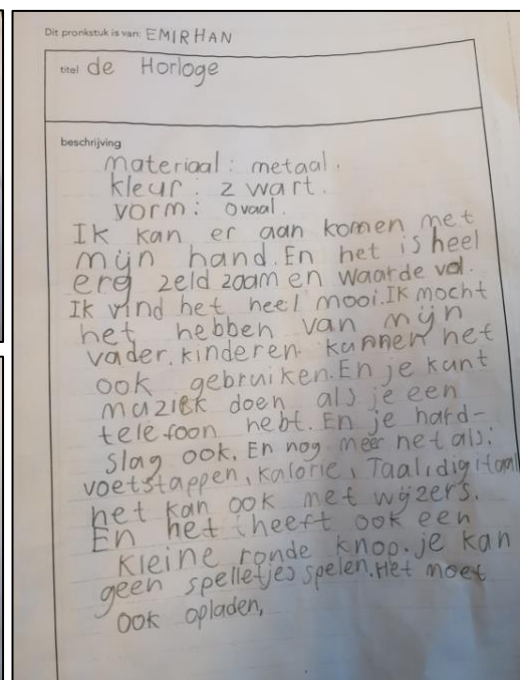 Dit pronkstuk is van: EMIRHAN
titel de Horloge
beschrijving
materiaal: metaal.
kleur: zwart.
vorm: ovaal.
Ik kan er aan komen met
mijn hand. En het is heel
erg zeld zaam en waarde vol.
Ik vind het heel mooi. Ik mocht
het hebben van mijn
vader. kinderen kunnen het
ook gebruiken. En je kunt
muziek doen als je een
telefoon hebt. En je hard-
slag ook. En nog meer net als:
voetstappen, kalorie, Taal, digitaal
het kan ook met wijzers.
En het heeft ook een
kleine ronde knop. je kan
geen spelletjes spelen. Het moet
ook opladen,